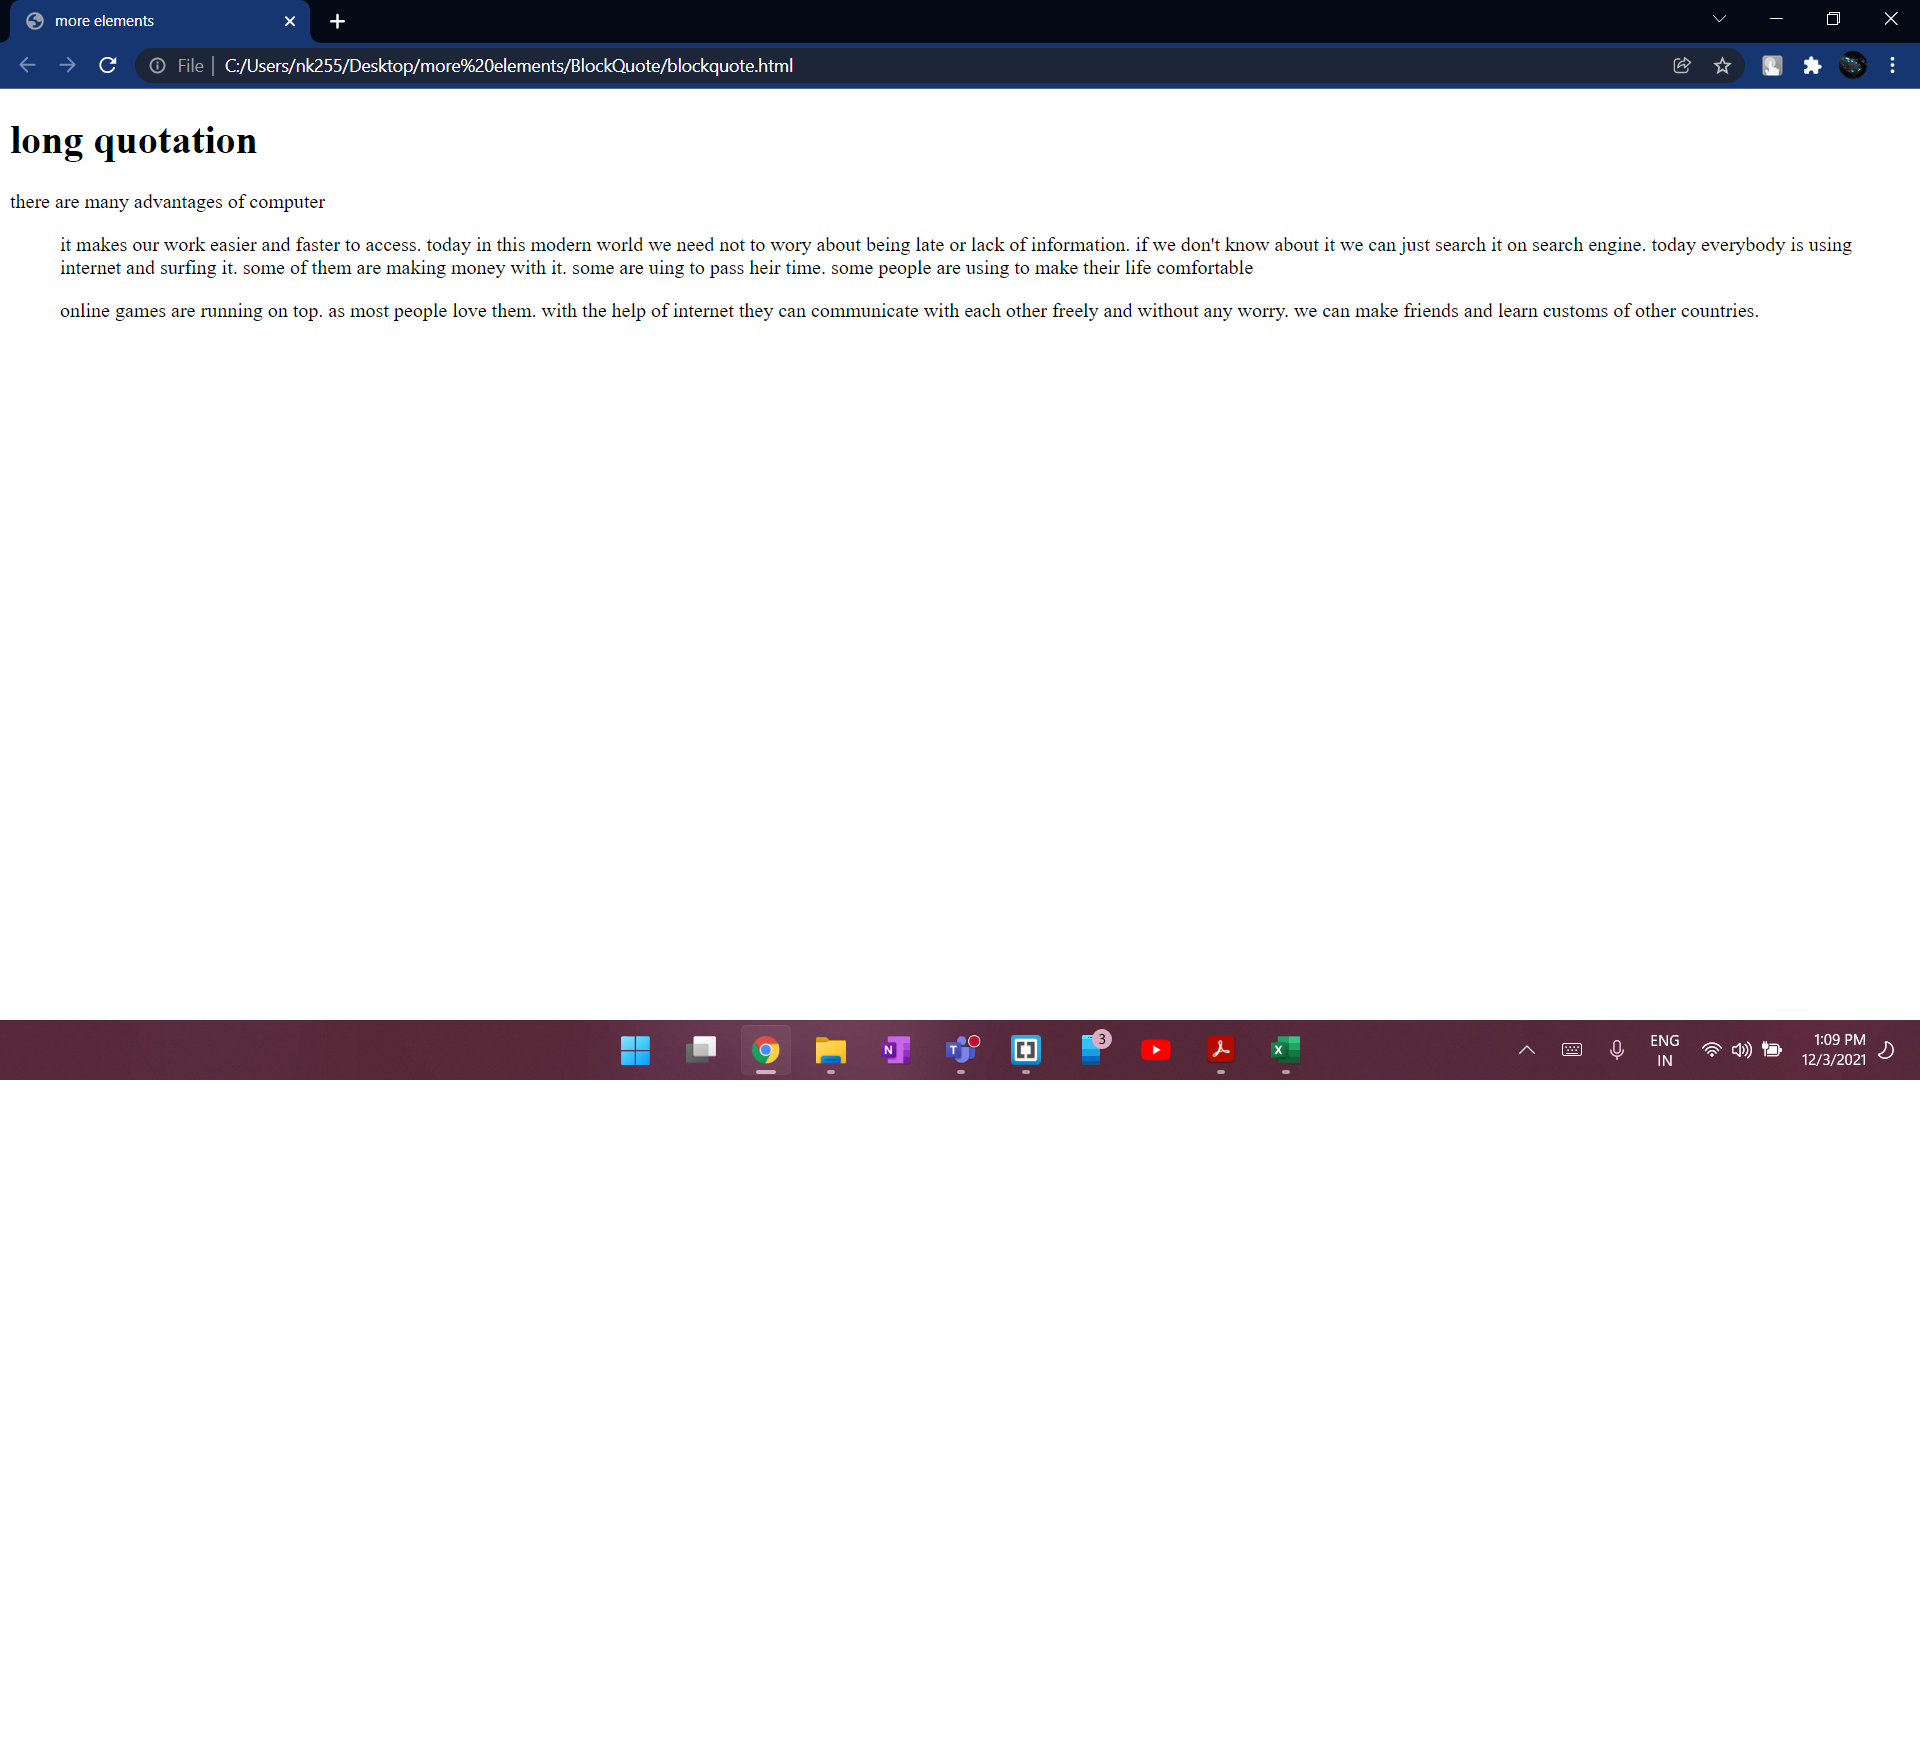 more elements
File | C:/Users/nk255/Desktop/more%20elements/BlockQuote/blockquote.html
long quotation
there are many advantages of computer
it makes our work easier and faster to access. today in this modern world we need not to wory about being late or lack of information. if we don't know about it we can just search it on search engine. today everybody is using
internet and surfing it. some of them are making money with it. some are uing to pass heir time. some people are using to make their life comfortable
online games are running on top. as most people love them. with the help of internet they can communicate with each other freely and without any worry. we can make friends and learn customs of other countries.
N
T
3
X
ENG
IN
1:09 PM
12/3/2021